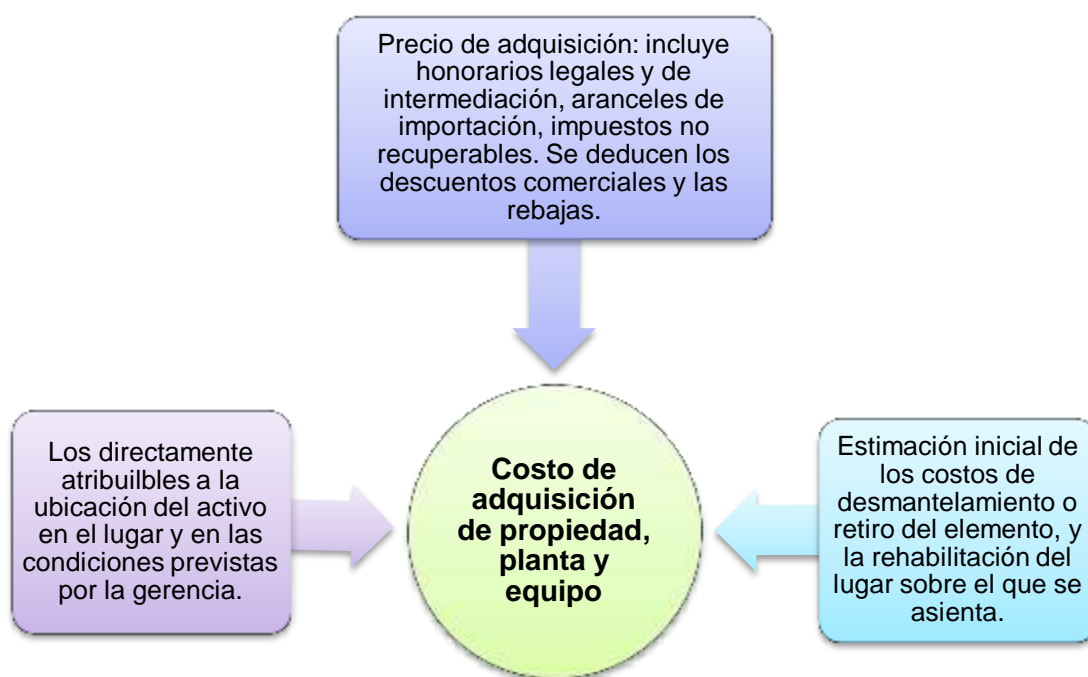 Precio de adquisición: incluye
honorarios legales y de
intermediación, aranceles de
importación, impuestos no
recuperables. Se deducen los
descuentos comerciales y las
rebajas.
Los directamente
atribuilbles a la
ubicación del activo
en el lugar y en las
condiciones previstas
por la gerencia.
Costo de
adquisición
de propiedad,
planta y
equipo
Estimación inicial de
los costos de
desmantelamiento o
retiro del elemento, y
la rehabilitación del
lugar sobre el que se
asienta.